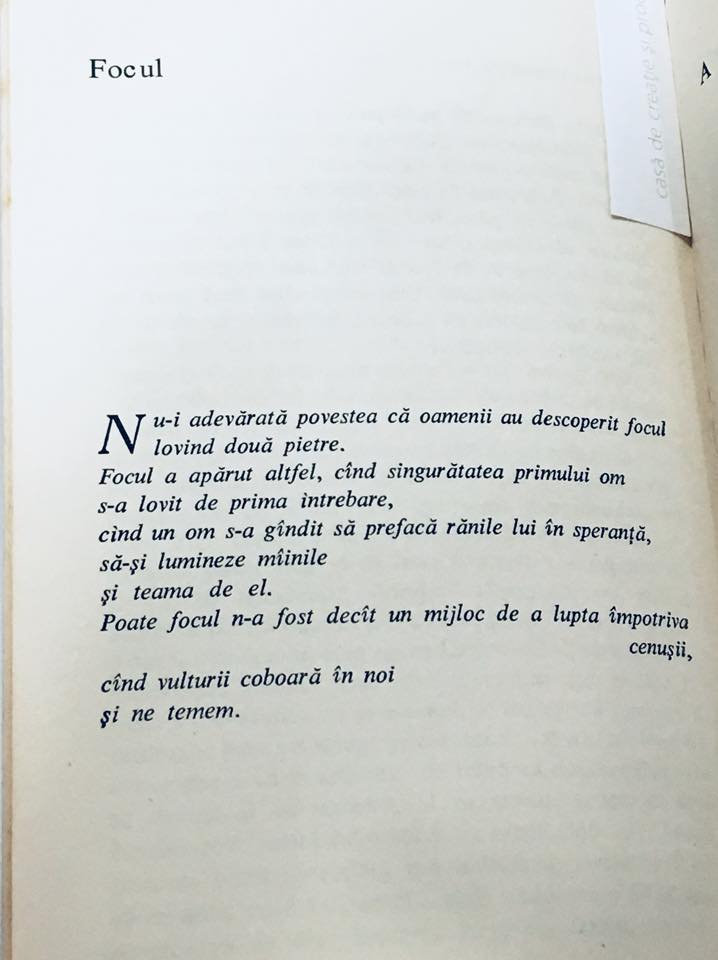 Focul
casa de creație și pro
A
Nu-i adevărată povestea că oamenii au descoperit focul
lovind două pietre.
Focul a apărut altfel, cînd singurătatea primului om
s-a lovit de prima întrebare,
cînd un om s-a gîndit să prefacă rănile lui în speranță,
să-și lumineze mîinile
și teama de el.
Poate focul n-a fost decît un mijloc de a lupta împotriva
cenușii,
cînd vulturii coboară în noi
și ne temem.